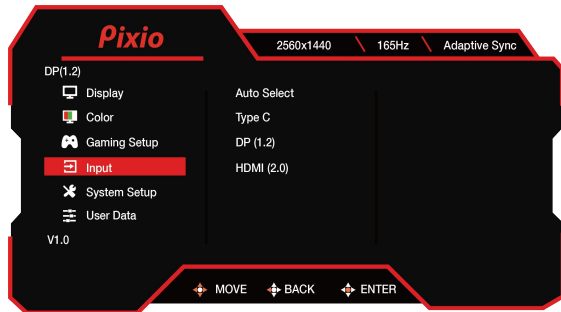 Pixio
2560x1440 \ 165Hz \ Adaptive Sync
DP(1.2)
Display
Color
Gaming Setup
Input
System Setup
User Data
V1.0
Auto Select
Type C
DP (1.2)
HDMI (2.0)
MOVE BACK ENTER